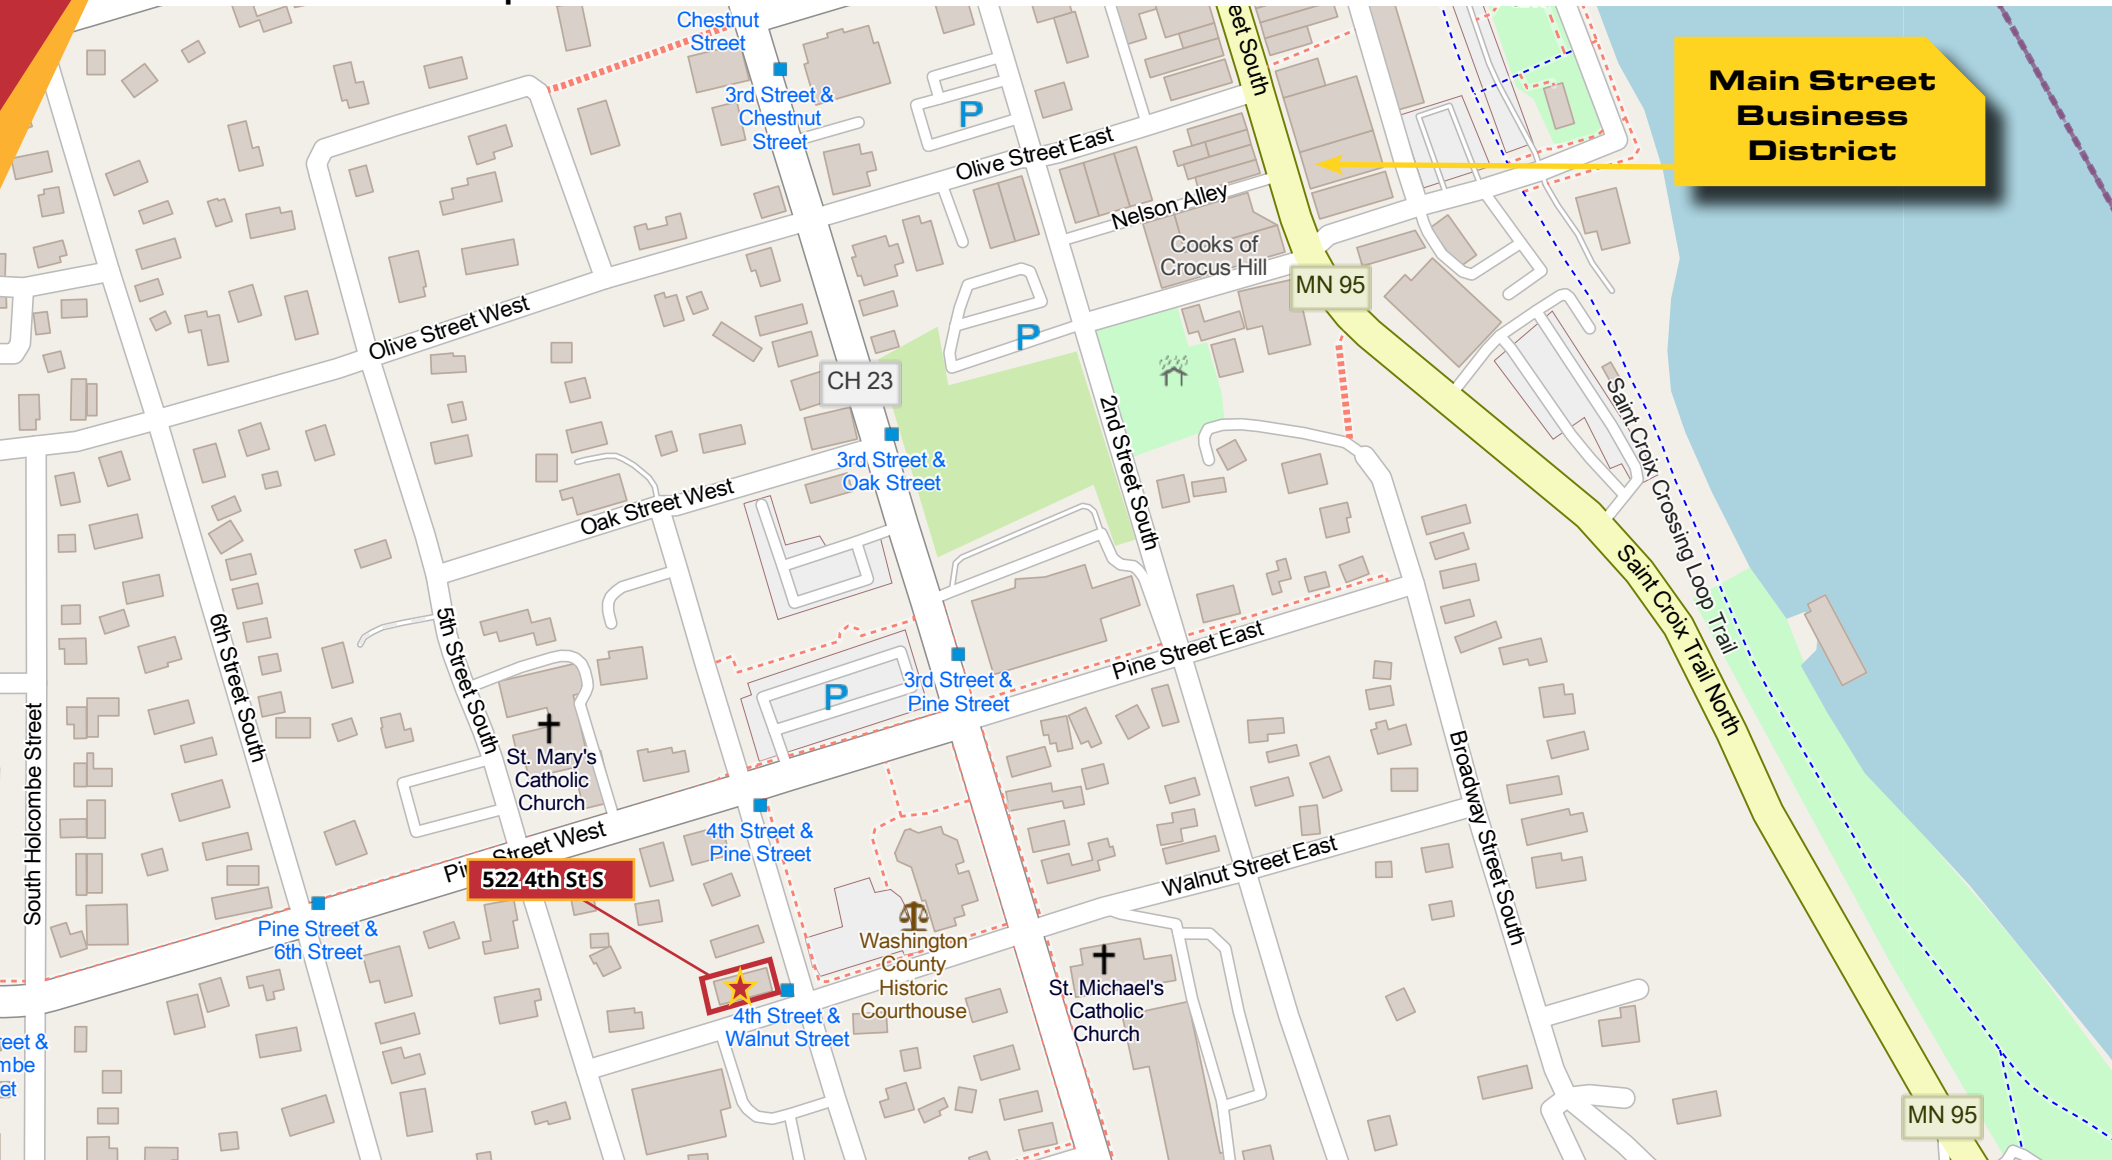 Chestnut
Street
3rd Street &
Chestnut
Street
P
Olive Street East
eet South
Main Street
Business
District
Nelson Alley
Cooks of
Crocus Hill
MN 95
Olive Street West
P
CH 23
2nd Street South
Saint Croix Crossing Loop Trail
3rd Street &
Oak Street
Oak Street West
6th Street South
5th Street South
Saint Croix Trail North
Pine Street East
3rd Street &
Pine Street
P
South Holcombe Street
St. Mary's
Catholic
Church
Broadway Street South
4th Street &
Pine Street
Pine Street West
522 4th St S
Walnut Street East
Pine Street &
6th Street
Washington
County
Historic
Courthouse
St. Michael's
Catholic
Church
4th Street &
Walnut Street
eet &
mbe
et
MN 95